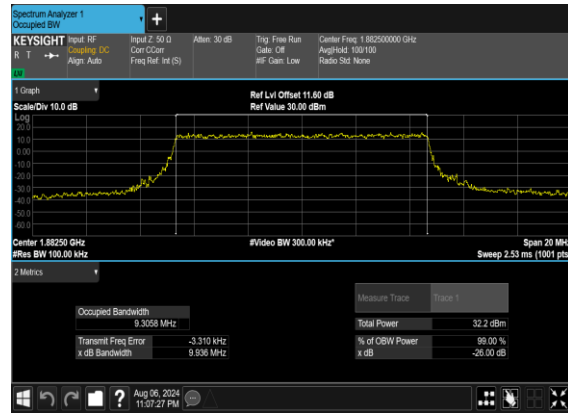 Spectrum Analyzer 1
Occupied BW
+
KEYSIGHT
R T
LXI
Input: RF
Coupling: DC
Align: Auto
Input Z: 50 Ω
Corr CCorr
Freq Ref: Int (S)
Atten: 30 dB
Trig: Free Run
Gate: Off
#IF Gain: Low
Center Freq: 1.882500000 GHz
Avg|Hold: 100/100
Radio Std: None
1 Graph
Scale/Div 10.0 dB
Ref Lvl Offset 11.60 dB
Ref Value 30.00 dBm
Log
20.0
10.0
0.00
-10.0
-20.0
-30.0
-40.0
-50.0
-60.0
Center 1.88250 GHz
#Res BW 100.00 kHz
#Video BW 300.00 kHz*
Span 20 MHz
Sweep 2.53 ms (1001 pts)
2 Metrics
Measure Trace
Trace 1
Occupied Bandwidth
9.3058 MHz
Total Power
32.2 dBm
Transmit Freq Error
-3.310 kHz
% of OBW Power
99.00 %
x dB Bandwidth
9.936 MHz
x dB
-26.00 dB
?
Aug 06, 2024
11:07:27 PM